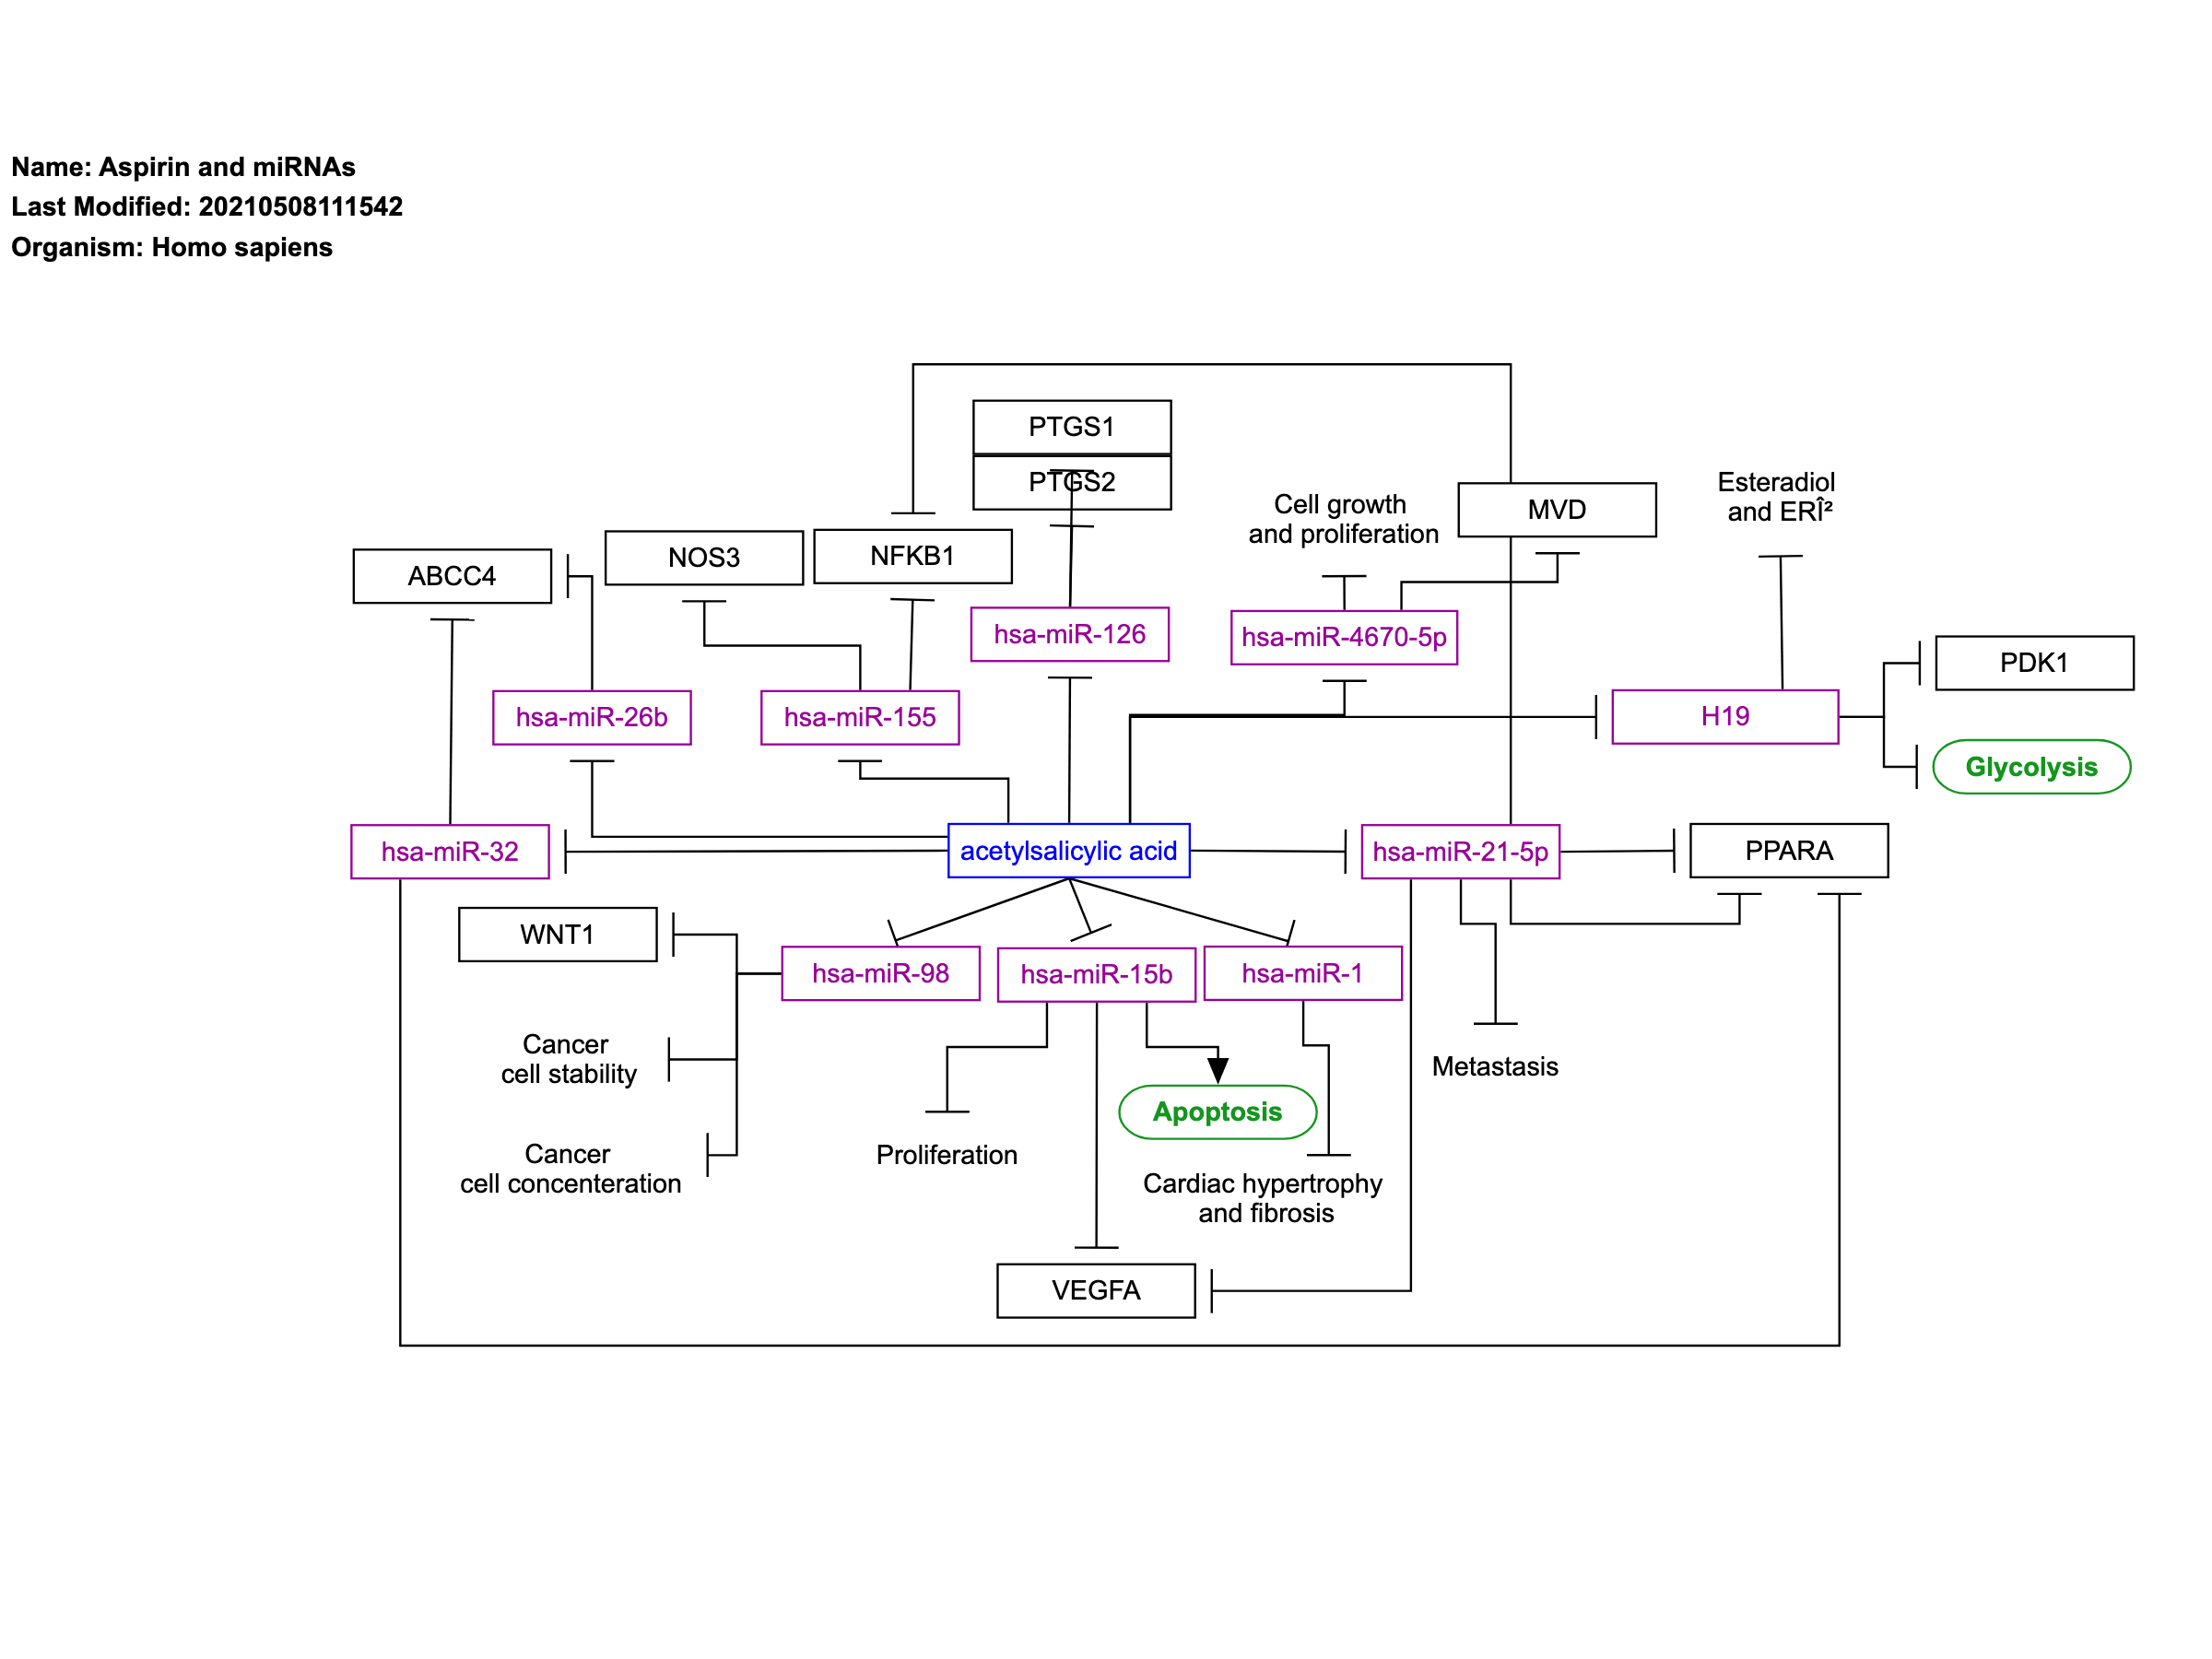 Name: Aspirin and miRNAs
Last Modified: 20210508111542
Organism: Homo sapiens
PTGS1
PTGS2
Cell growth
and proliferation
MVD
Esteradiol
and ERÎ²
ABCC4
NOS3
NFKB1
hsa-miR-126
hsa-miR-4670-5p
PDK1
hsa-miR-26b
hsa-miR-155
H19
Glycolysis
hsa-miR-32
acetylsalicylic acid
hsa-miR-21-5p
PPARA
WNT1
hsa-miR-98
hsa-miR-15b
hsa-miR-1
Cancer
cell stability
Metastasis
Apoptosis
Cancer
cell concenteration
Proliferation
Cardiac hypertrophy
and fibrosis
VEGFA